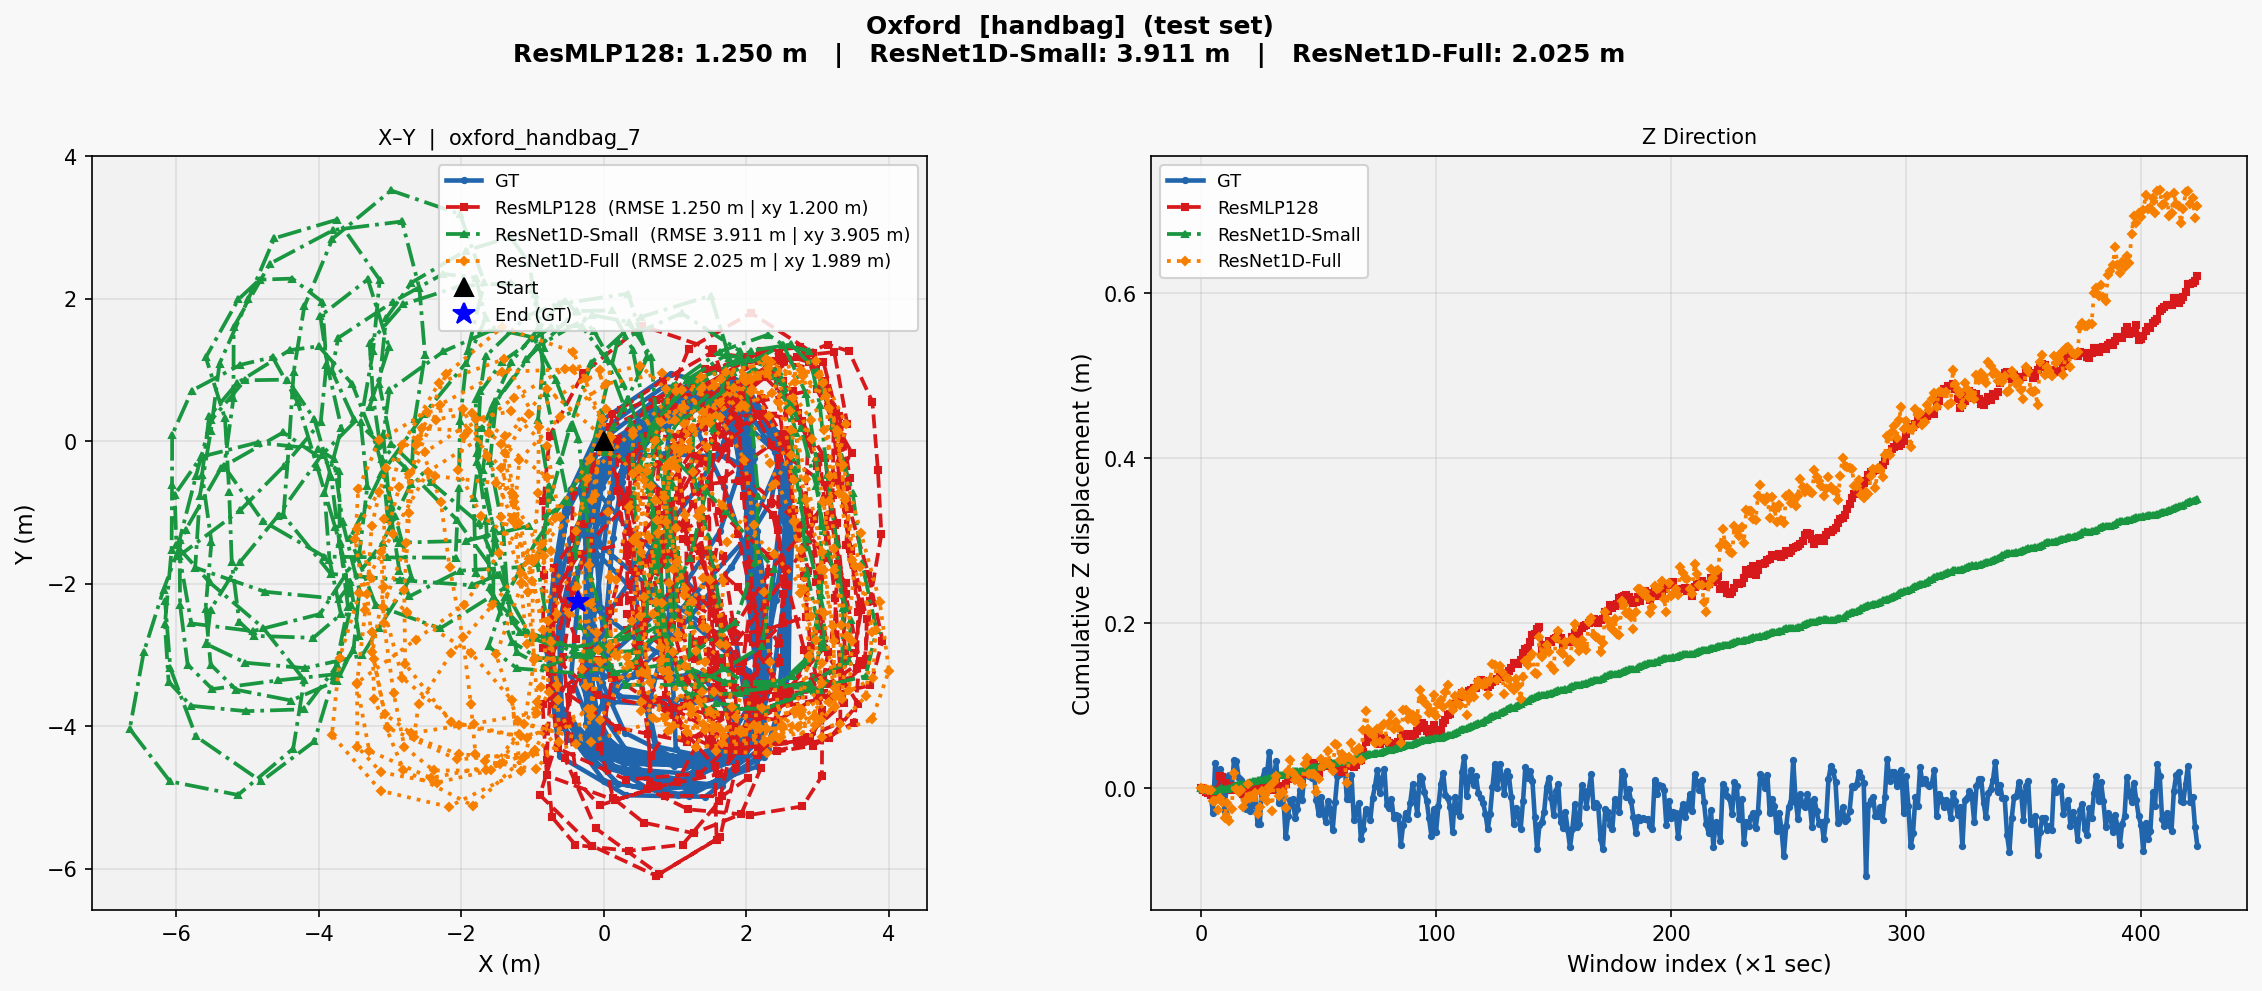 Oxford  [handbag]  (test set)
ResMLP128: 1.250 m   |   ResNet1D-Small: 3.911 m   |   ResNet1D-Full: 2.025 m
X–Y  |  oxford_handbag_7
GT
ResMLP128  (RMSE 1.250 m | xy 1.200 m)
ResNet1D-Small  (RMSE 3.911 m | xy 3.905 m)
ResNet1D-Full  (RMSE 2.025 m | xy 1.989 m)
Start
End (GT)
4
2
0
−2
−4
−6
Y (m)
−6
−4
−2
0
2
4
X (m)
Z Direction
GT
ResMLP128
ResNet1D-Small
ResNet1D-Full
0.6
0.4
0.2
0.0
Cumulative Z displacement (m)
0
100
200
300
400
Window index (×1 sec)